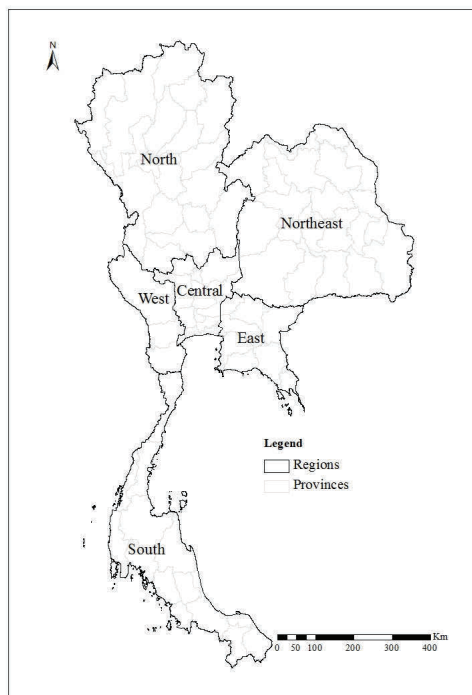 N
North
Northeast
West
Central
East
Legend
Regions
Provinces
South
Km
0 50 100 200 300 400